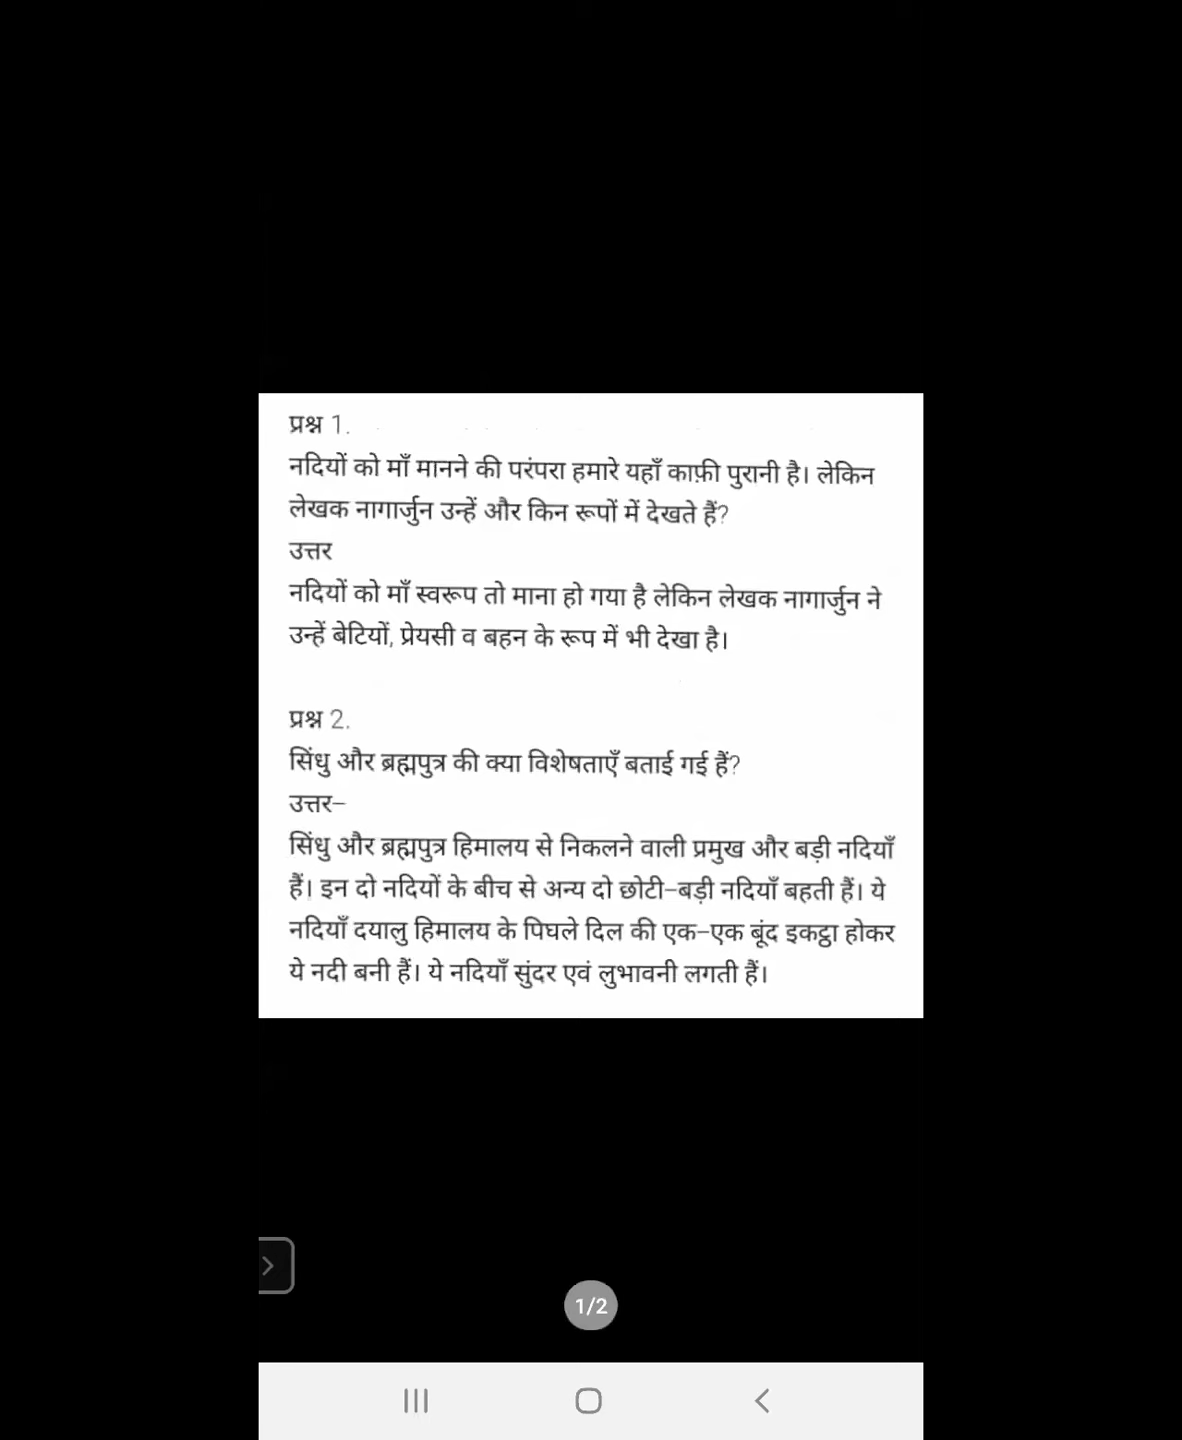 प्रश्न 1.
नदियों को माँ मानने की परंपरा हमारे यहाँ काफ़ी पुरानी है। लेकिन
लेखक नागार्जुन उन्हें और किन रूपों में देखते हैं?
उत्तर
नदियों को माँ स्वरूप तो माना हो गया है लेकिन लेखक नागार्जुन ने
उन्हें बेटियों, प्रेयसी व बहन के रूप में भी देखा है।
प्रश्न 2.
सिंधु और ब्रह्मपुत्र की क्या विशेषताएँ बताई गई हैं?
उत्तर–
सिंधु और ब्रह्मपुत्र हिमालय से निकलने वाली प्रमुख और बड़ी नदियाँ
हैं। इन दो नदियों के बीच से अन्य दो छोटी–बड़ी नदियाँ बहती हैं। ये
नदियाँ दयालु हिमालय के पिघले दिल की एक–एक बूंद इकट्ठा होकर
ये नदी बनी हैं। ये नदियाँ सुंदर एवं लुभावनी लगती हैं।
1/2